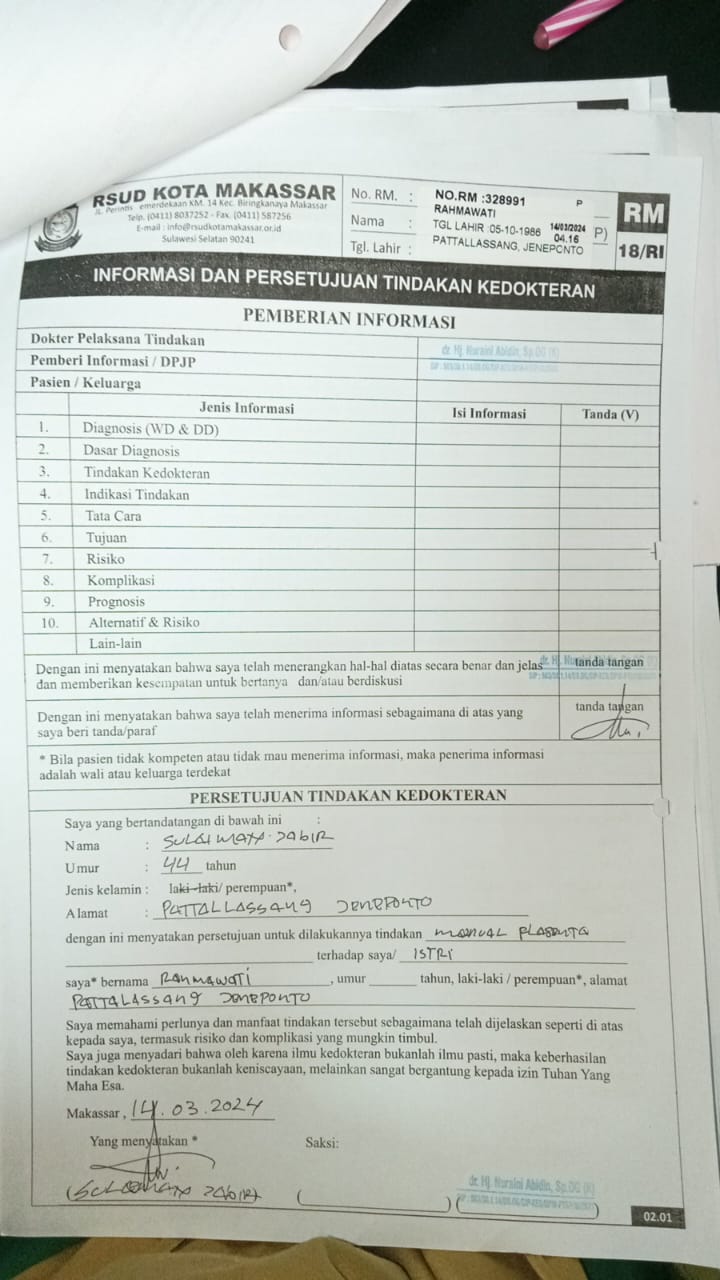 RSUD KOTA MAKASSAR
JL. Perintis emerdekaan KM. 14 Kec. Biringkanaya Makassar
Telp. (0411) 8037252 - Fax. (0411) 587256
E-mail : info@rsudkotamakassar.or.id
Sulawesi Selatan 90241
No. RM. :
Nama :
Tgl. Lahir :
NO.RM :328991 P
RAHMAWATI
TGL LAHIR :05-10-1986 14/03/2024
04.16 P)
PATTALLASSANG, JENEPONTO
RM
18/RI
INFORMASI DAN PERSETUJUAN TINDAKAN KEDOKTERAN
PEMBERIAN INFORMASI
Dokter Pelaksana Tindakan
Pemberi Informasi / DPJP
dr. Hj. Nuraini Abidin, Sp.OG (K)
Pasien / Keluarga
Jenis Informasi Isi Informasi Tanda (V)
1. Diagnosis (WD & DD)
2. Dasar Diagnosis
3. Tindakan Kedokteran
4. Indikasi Tindakan
5. Tata Cara
6. Tujuan
7. Risiko
8. Komplikasi
9. Prognosis
10. Alternatif & Risiko
Lain-lain
Dengan ini menyatakan bahwa saya telah menerangkan hal-hal diatas secara benar dan jelas
dan memberikan kesempatan untuk bertanya dan/atau berdiskusi
dr. Hj. Nuraini
tanda tangan
Dengan ini menyatakan bahwa saya telah menerima informasi sebagaimana di atas yang
saya beri tanda/paraf
tanda tangan
* Bila pasien tidak kompeten atau tidak mau menerima informasi, maka penerima informasi
adalah wali atau keluarga terdekat
PERSETUJUAN TINDAKAN KEDOKTERAN
Saya yang bertandatangan di bawah ini :
Nama : JABIR
Umur : 44 tahun
Jenis kelamin : laki-laki/ perempuan*,
Alamat : PATTALLASSANG JENEPONTO
dengan ini menyatakan persetujuan untuk dilakukannya tindakan MANUAL PLASENTA
terhadap saya/ ISTRI
saya* bernama RAHMAWATI, umur tahun, laki-laki / perempuan*, alamat
PATTALASSANG JENEPONTO
Saya memahami perlunya dan manfaat tindakan tersebut sebagaimana telah dijelaskan seperti di atas
kepada saya, termasuk risiko dan komplikasi yang mungkin timbul.
Saya juga menyadari bahwa oleh karena ilmu kedokteran bukanlah ilmu pasti, maka keberhasilan
tindakan kedokteran bukanlah keniscayaan, melainkan sangat bergantung kepada izin Tuhan Yang
Maha Esa.
Makassar , 14.03.2024
Yang menyatakan * Saksi:
JABIR)
dr. Hj. Nuraini Abidin, Sp.OG (K)
02.01